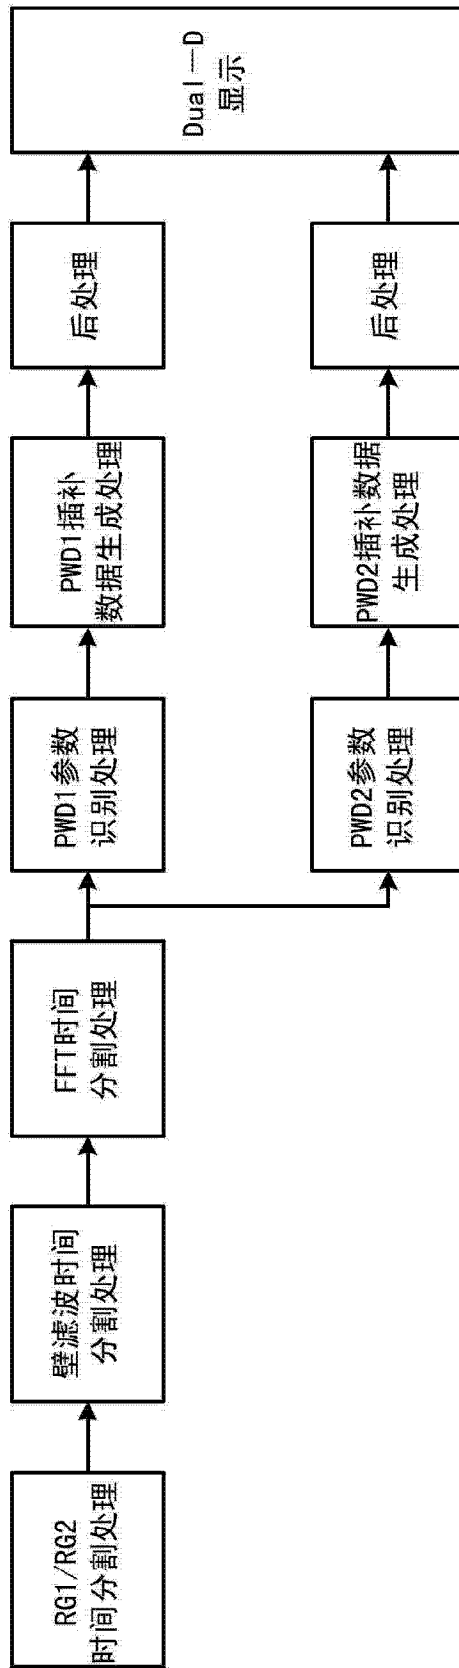 RG1/RG2
时间分割处理
壁滤波时间
分割处理
FFT时间
分割处理
PWD1参数
识别处理
PWD1插补
数据生成处理
后处理
PWD2参数
识别处理
PWD2插补数据
生成处理
后处理
Dual—D
显示